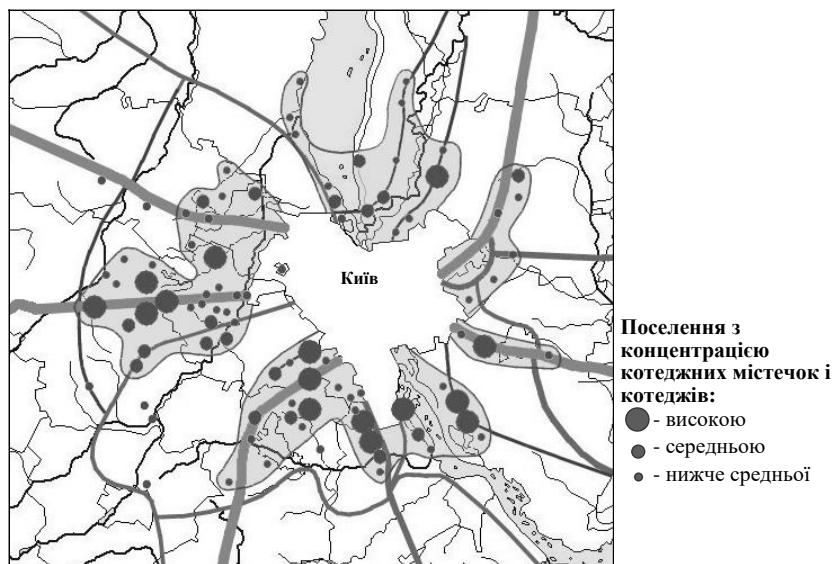 Київ
Поселення з
концентрацією
котеджних містечок і
котеджів:
- високою
- середньою
- нижче средньої